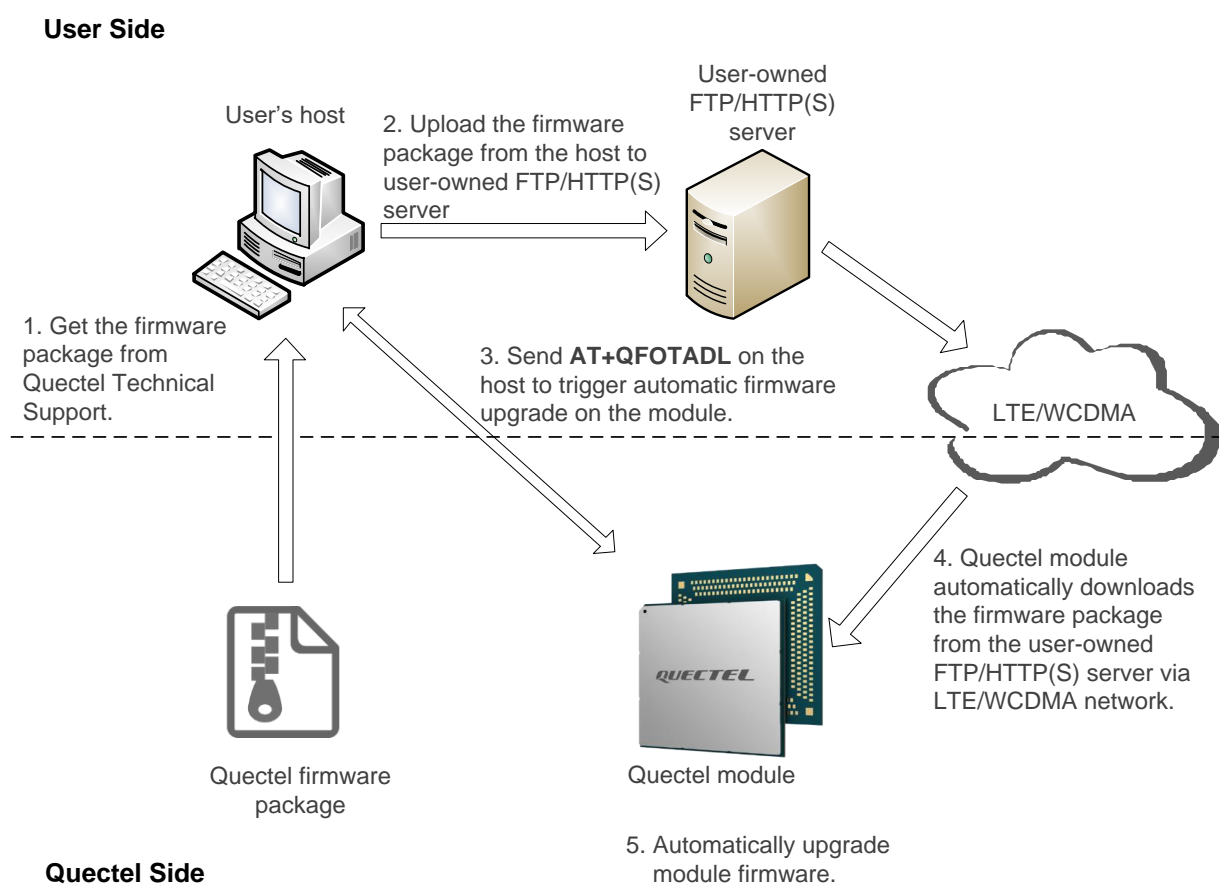 User Side
User-owned
FTP/HTTP(S)
server
User's host
2. Upload the firmware
package from the host to
user-owned FTP/HTTP(S)
server
1. Get the firmware
package from
Quectel Technical
Support.
3. Send AT+QFOTADL on the
host to trigger automatic firmware
upgrade on the module.
LTE/WCDMA
4. Quectel module
automatically downloads
the firmware package
from the user-owned
FTP/HTTP(S) server via
LTE/WCDMA network.
QUECTEL
Quectel firmware
package
Quectel module
5. Automatically upgrade
module firmware.
Quectel Side